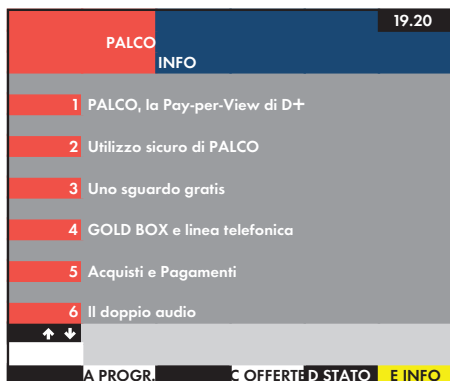 19.20
PALCO
INFO
1 PALCO, la Pay-per-View di D+
2 Utilizzo sicuro di PALCO
3 Uno sguardo gratis
4 GOLD BOX e linea telefonica
5 Acquisti e Pagamenti
6 Il doppio audio
A PROGR. C OFFERTE D STATO E INFO